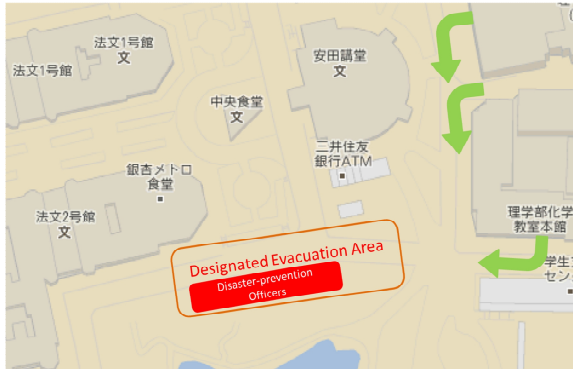 法文1号館
文
法文1号館
安田講堂
文
中央食堂
文
三井住友
銀行ATM
銀杏メトロ
食堂
法文2号館
文
理学部化学
教室本館
Designated Evacuation Area
Disaster-prevention
Officers
学生
セン